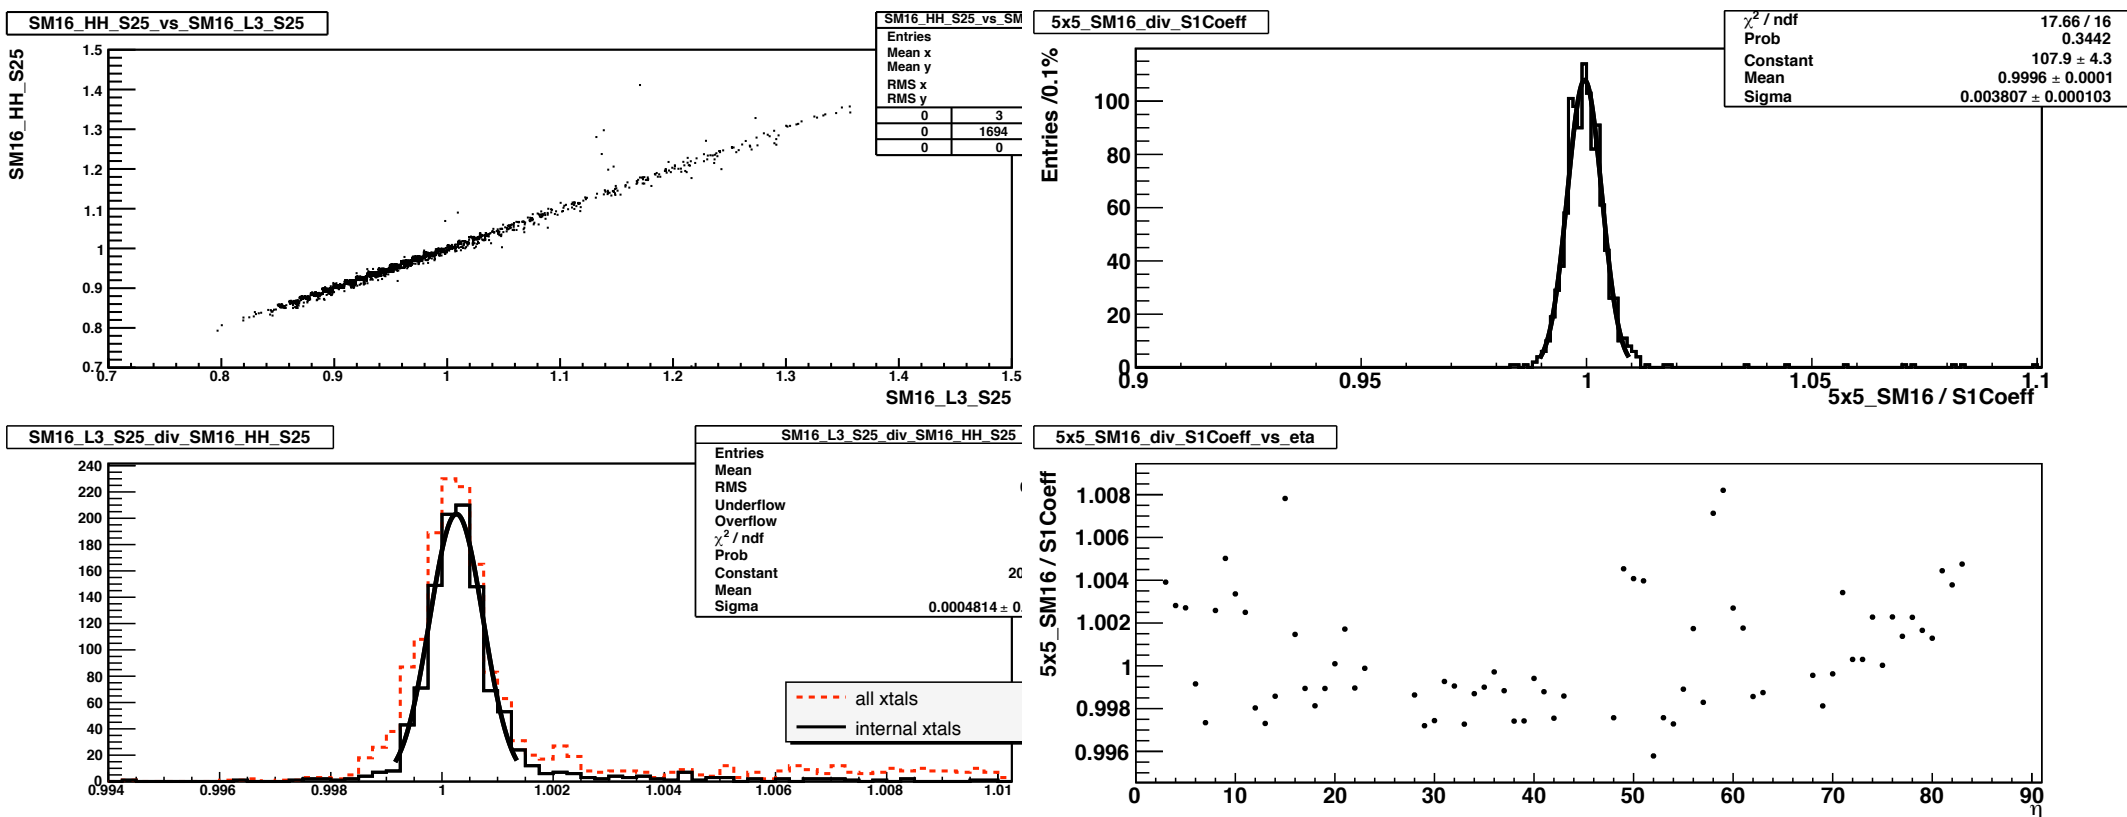 SM16_HH_S25_vs_SM16_L3_S25
SM16_HH_S25_vs_SM
Entries
Mean x
Mean y
RMS x
RMS y
0 3
0 1694
0 0
SM16_HH_S25
1.5
1.4
1.3
1.2
1.1
1
0.9
0.8
0.7
0.7 0.8 0.9 1 1.1 1.2 1.3 1.4 1.5
SM16_L3_S25
5x5_SM16_div_S1Coeff
χ² / ndf 17.66 / 16
Prob 0.3442
Constant 107.9 ± 4.3
Mean 0.9996 ± 0.0001
Sigma 0.003807 ± 0.000103
Entries /0.1%
100
80
60
40
20
0
0.9 0.95 1 1.05 1.1
5x5_SM16 / S1Coeff
SM16_L3_S25_div_SM16_HH_S25
SM16_L3_S25_div_SM16_HH_S25
Entries
Mean
RMS
Underflow
Overflow
χ² / ndf
Prob
Constant 20
Mean
Sigma 0.0004814 ± 0.
240
220
200
180
160
140
120
100
80
60
40
20
0
all xtals
internal xtals
0.994 0.996 0.998 1 1.002 1.004 1.006 1.008 1.01
5x5_SM16_div_S1Coeff_vs_eta
5x5_SM16 / S1Coeff
1.008
1.006
1.004
1.002
1
0.998
0.996
0 10 20 30 40 50 60 70 80 90
η